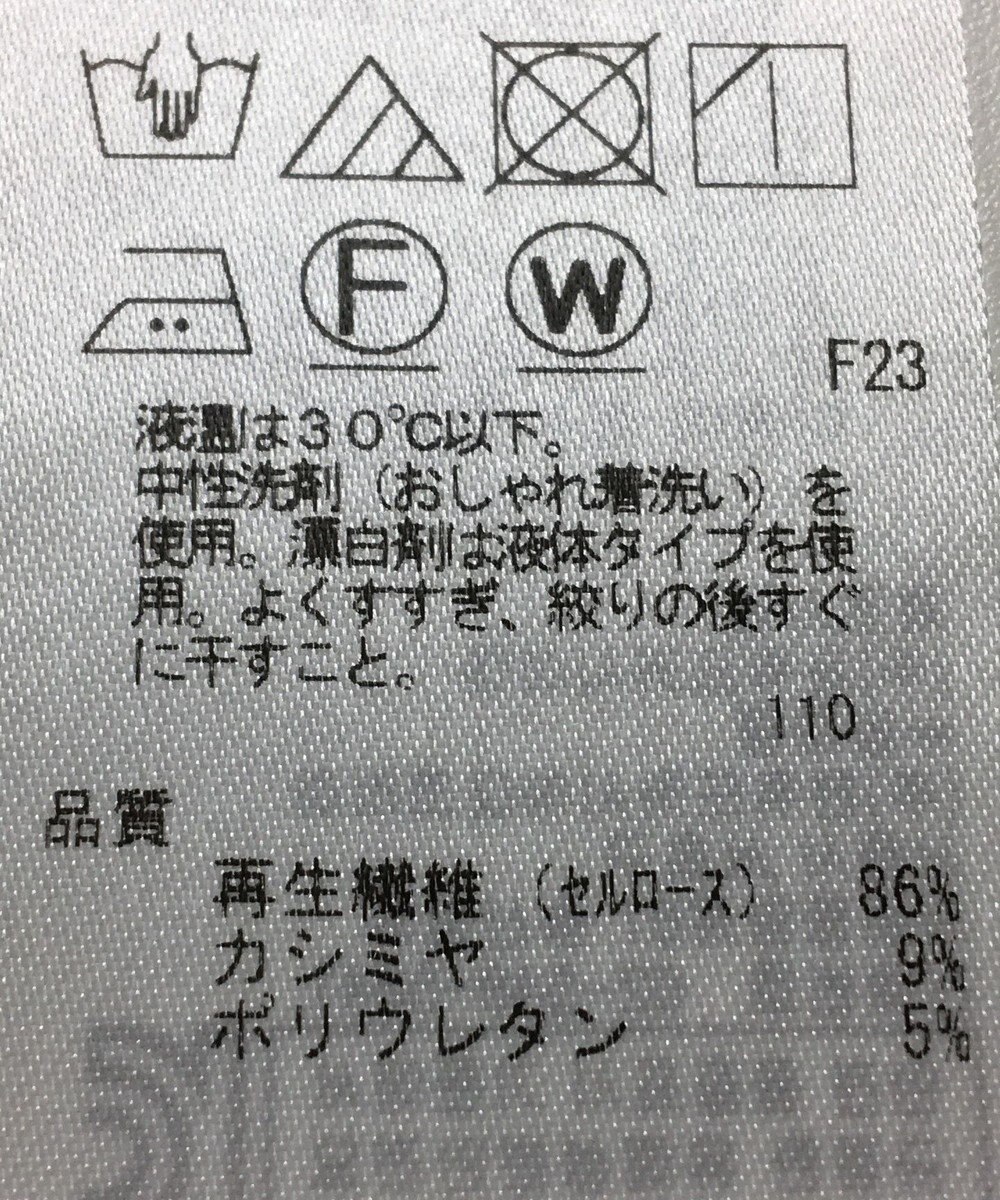 F W
F23
液温は30℃以下。
中性洗剤（おしゃれ着洗い）を
使用。漂白剤は液体タイプを使
用。よくすすぎ、絞りの後すぐ
に干すこと。
110
品質
再生繊維（セルロース） 86%
カシミヤ 9%
ポリウレタン 5%